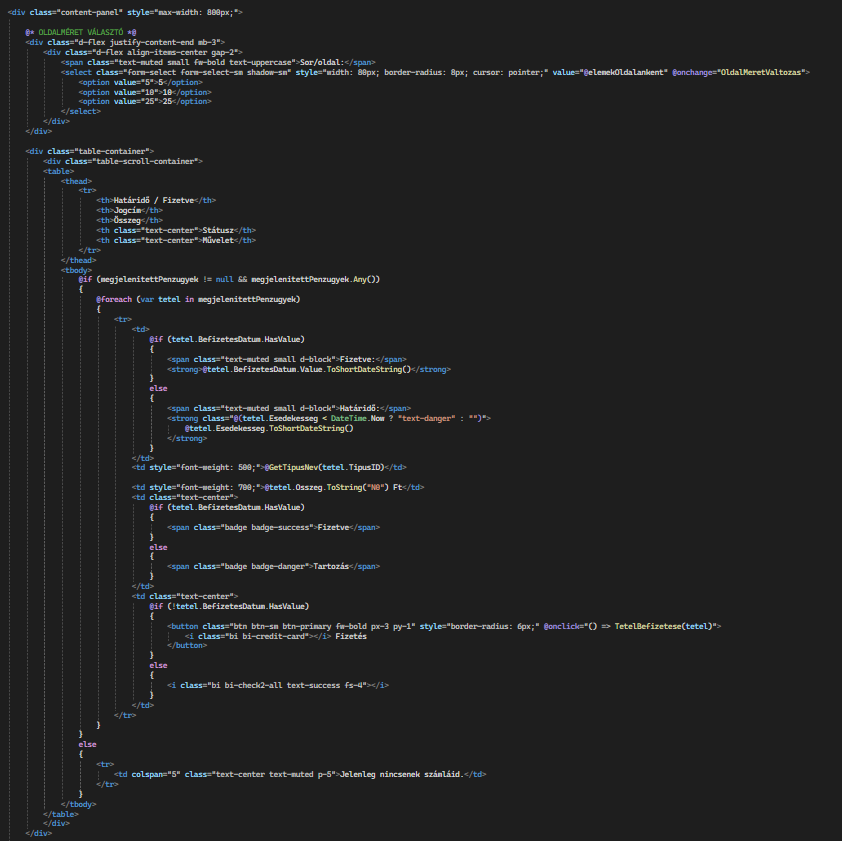 <div class="content-panel" style="max-width: 800px;">
@* OLDALMÉRET VÁLASZTÓ *@
<div class="d-flex justify-content-end mb-3">
<div class="d-flex align-items-center gap-2">
<span class="text-muted small fw-bold text-uppercase">Sor/oldal:</span>
<select class="form-select form-select-sm shadow-sm" style="width: 80px; border-radius: 8px; cursor: pointer;" value="@elemekOldalankent" @onchange="OldalMeretValtozas">
<option value="5">5</option>
<option value="10">10</option>
<option value="25">25</option>
</select>
</div>
</div>
<div class="table-container">
<div class="table-scroll-container">
<table>
<thead>
<tr>
<th>Határidő / Fizetve</th>
<th>Jogcím</th>
<th>Összeg</th>
<th class="text-center">Státusz</th>
<th class="text-center">Művelet</th>
</tr>
</thead>
<tbody>
@if (megjelenitettPenzugyek != null && megjelenitettPenzugyek.Any())
{
@foreach (var tetel in megjelenitettPenzugyek)
{
<tr>
<td>
@if (tetel.BefizetesDatum.HasValue)
{
<span class="text-muted small d-block">Fizetve:</span>
<strong>@tetel.BefizetesDatum.Value.ToShortDateString()</strong>
}
else
{
<span class="text-muted small d-block">Határidő:</span>
<strong class="@(tetel.Esedekesseg < DateTime.Now ? "text-danger" : "")">
@tetel.Esedekesseg.ToShortDateString()
</strong>
}
</td>
<td style="font-weight: 500;">@GetTipusNev(tetel.TipusID)</td>
<td style="font-weight: 700;">@tetel.Osszeg.ToString("N0") Ft</td>
<td class="text-center">
@if (tetel.BefizetesDatum.HasValue)
{
<span class="badge badge-success">Fizetve</span>
}
else
{
<span class="badge badge-danger">Tartozás</span>
}
</td>
<td class="text-center">
@if (!tetel.BefizetesDatum.HasValue)
{
<button class="btn btn-sm btn-primary fw-bold px-3 py-1" style="border-radius: 6px;" @onclick="() => TetelBefizetese(tetel)">
<i class="bi bi-credit-card"></i> Fizetés
</button>
}
else
{
<i class="bi bi-check2-all text-success fs-4"></i>
}
</td>
</tr>
}
}
else
{
<tr>
<td colspan="5" class="text-center text-muted p-5">Jelenleg nincsenek számláid.</td>
</tr>
}
</tbody>
</table>
</div>
</div>